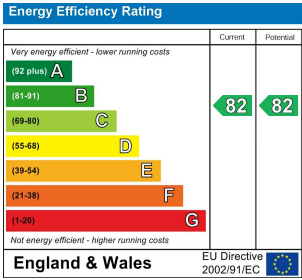 Energy Efficiency Rating
Current Potential
Very energy efficient - lower running costs
(92 plus) A
(81-91) B
82 82
(69-80) C
(55-68) D
(39-54) E
(21-38) F
(1-20) G
Not energy efficient - higher running costs
England & Wales
EU Directive
2002/91/EC